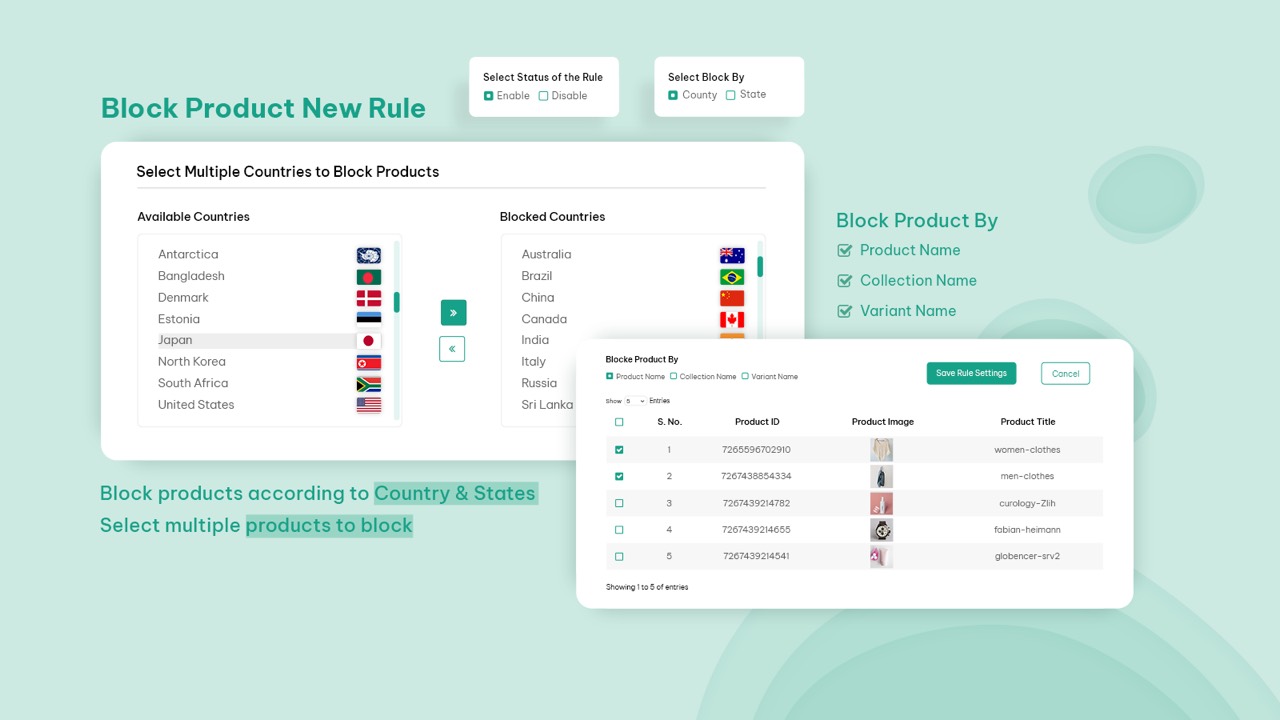 Block Product New Rule
Select Status of the Rule
Enable Disable
Select Block By
County State
Select Multiple Countries to Block Products
Available Countries
Antarctica
Bangladesh
Denmark
Estonia
Japan
North Korea
South Africa
United States
»
«
Blocked Countries
Australia
Brazil
China
Canada
India
Italy
Russia
Sri Lanka
Block Product By
Product Name
Collection Name
Variant Name
Blocke Product By
Product Name Collection Name Variant Name
Save Rule Settings
Cancel
Show 5 Entries
S. No. Product ID Product Image Product Title
1 7265596702910 women-clothes
2 7267438854334 men-clothes
3 7267439214782 curology-Zlih
4 7267439214655 fabian-heimann
5 7267439214541 globencer-srv2
Showing 1 to 5 of entries
Block products according to Country & States
Select multiple products to block